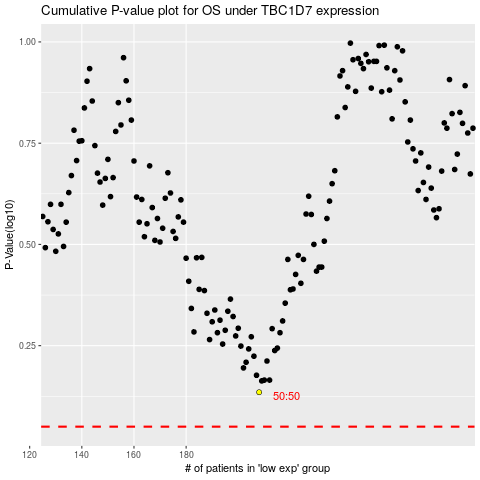 Cumulative P-value plot for OS under TBC1D7 expression
P-Value(log10)
1.00
0.75
0.50
0.25
50:50
120 140 160 180
# of patients in 'low exp' group